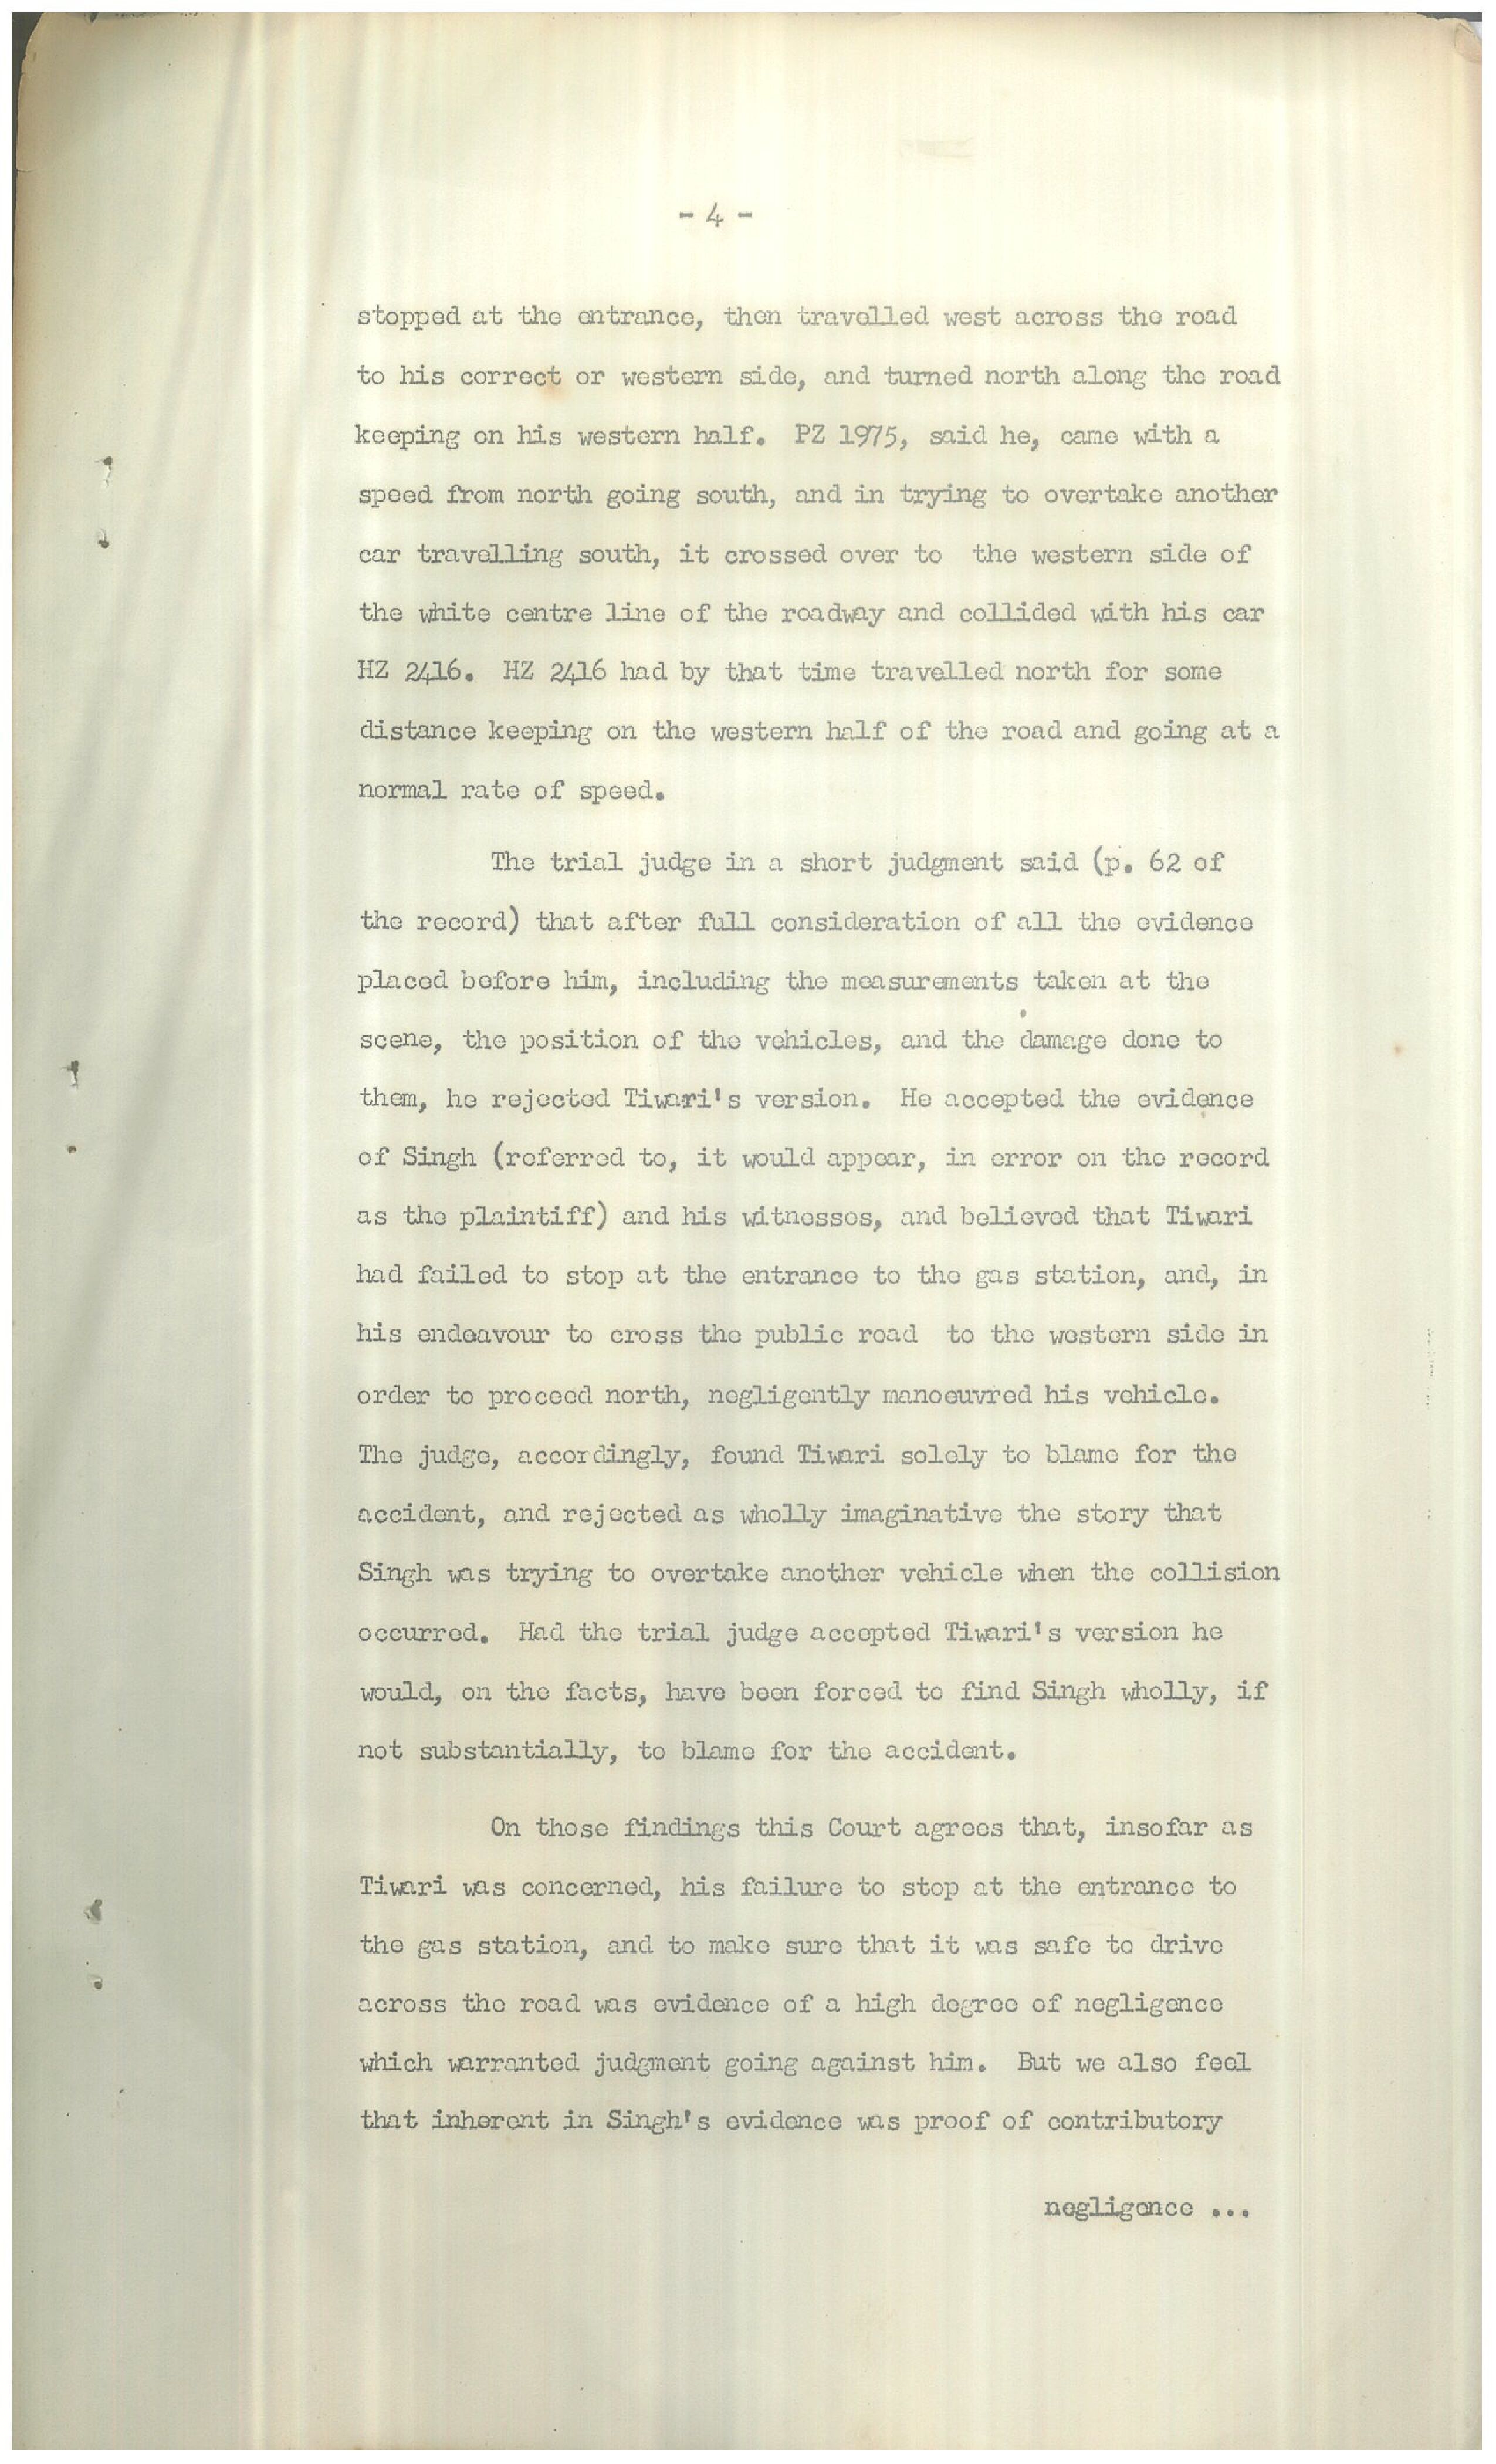 - 4 -
stopped at the entrance, then travelled west across the road
to his correct or western side, and turned north along the road
keeping on his western half. PZ 1975, said he, came with a
speed from north going south, and in trying to overtake another
car travelling south, it crossed over to the western side of
the white centre line of the roadway and collided with his car
HZ 2416. HZ 2416 had by that time travelled north for some
distance keeping on the western half of the road and going at a
normal rate of speed.
The trial judge in a short judgment said (p. 62 of
the record) that after full consideration of all the evidence
placed before him, including the measurements taken at the
scene, the position of the vehicles, and the damage done to
them, he rejected Tiwari's version. He accepted the evidence
of Singh (referred to, it would appear, in error on the record
as the plaintiff) and his witnesses, and believed that Tiwari
had failed to stop at the entrance to the gas station, and, in
his endeavour to cross the public road to the western side in
order to proceed north, negligently manoeuvred his vehicle.
The judge, accordingly, found Tiwari solely to blame for the
accident, and rejected as wholly imaginative the story that
Singh was trying to overtake another vehicle when the collision
occurred. Had the trial judge accepted Tiwari's version he
would, on the facts, have been forced to find Singh wholly, if
not substantially, to blame for the accident.
On those findings this Court agrees that, insofar as
Tiwari was concerned, his failure to stop at the entrance to
the gas station, and to make sure that it was safe to drive
across the road was evidence of a high degree of negligence
which warranted judgment going against him. But we also feel
that inherent in Singh's evidence was proof of contributory
negligence ...